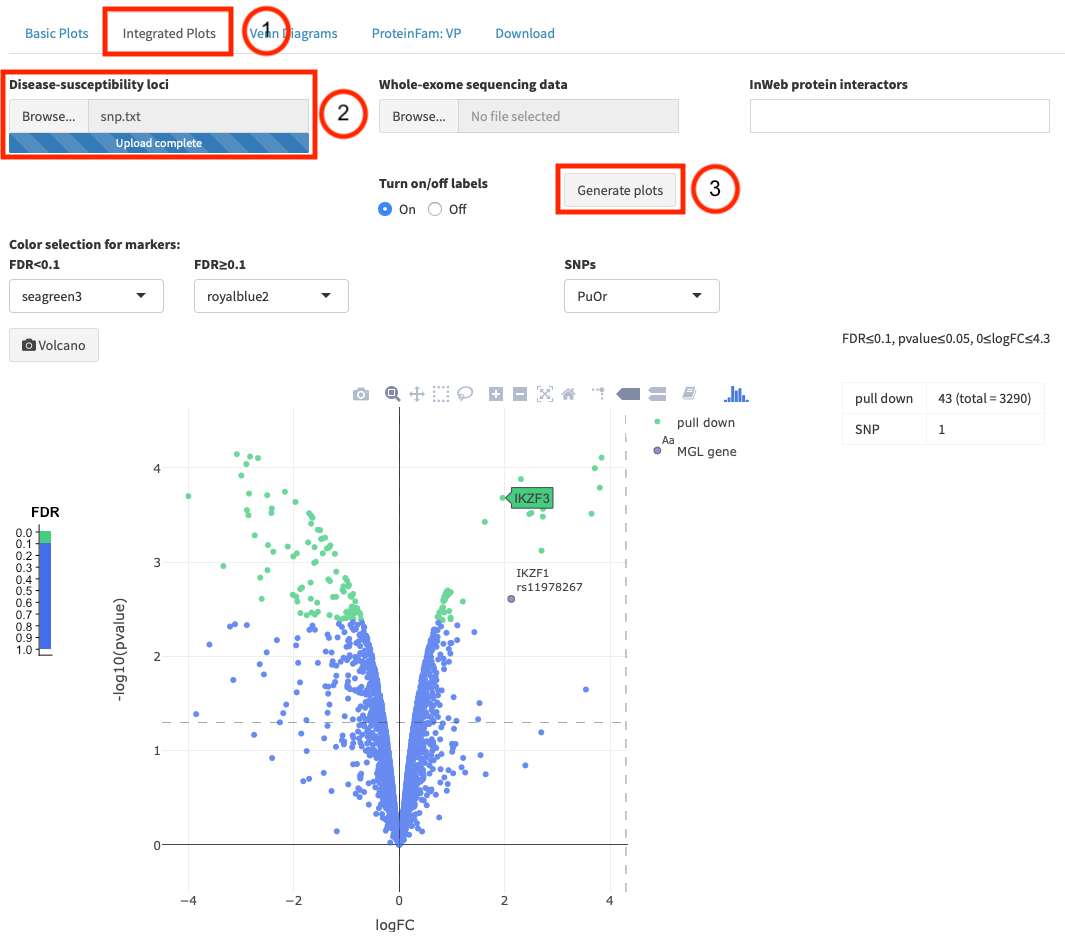 Basic Plots Integrated Plots 1 Venn Diagrams ProteinFam: VP Download
Disease-susceptibility loci Whole-exome sequencing data InWeb protein interactors
Browse... snp.txt 2 Browse... No file selected
Upload complete
Turn on/off labels Generate plots 3
On Off
Color selection for markers:
FDR<0.1 FDR≥0.1 SNPs
seagreen3 royalblue2 PuOr
Volcano FDR≤0.1, pvalue≤0.05, 0≤logFC≤4.3
pull down 43 (total = 3290)
SNP 1
pull down
Aa
MGL gene
IKZF3
IKZF1
rs11978267
FDR
0.0
0.1
0.2
0.3
0.4
0.5
0.6
0.7
0.8
0.9
1.0
-log10(pvalue)
4
3
2
1
0
−4 −2 0 2 4
logFC